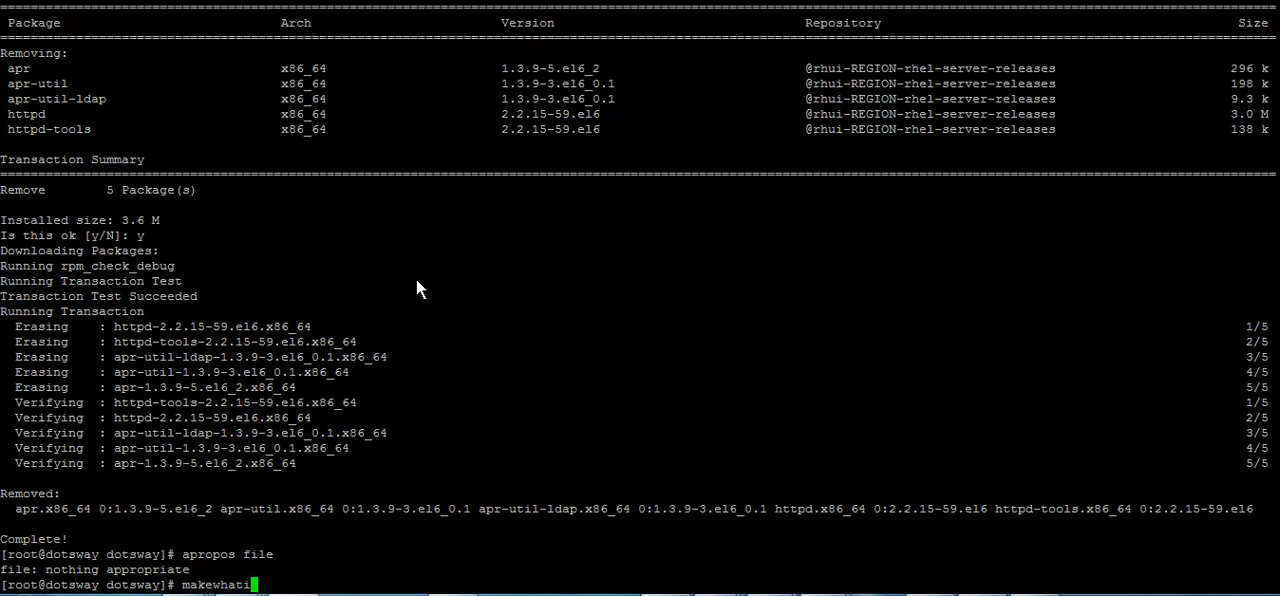 Package Arch Version Repository Size
Removing:
apr x86_64 1.3.9-5.el6_2 @rhui-REGION-rhel-server-releases 296 k
apr-util x86_64 1.3.9-3.el6_0.1 @rhui-REGION-rhel-server-releases 198 k
apr-util-ldap x86_64 1.3.9-3.el6_0.1 @rhui-REGION-rhel-server-releases 9.3 k
httpd x86_64 2.2.15-59.el6 @rhui-REGION-rhel-server-releases 3.0 M
httpd-tools x86_64 2.2.15-59.el6 @rhui-REGION-rhel-server-releases 138 k
Transaction Summary
Remove 5 Package(s)
Installed size: 3.6 M
Is this ok [y/N]: y
Downloading Packages:
Running rpm_check_debug
Running Transaction Test
Transaction Test Succeeded
Running Transaction
Erasing : httpd-2.2.15-59.el6.x86_64 1/5
Erasing : httpd-tools-2.2.15-59.el6.x86_64 2/5
Erasing : apr-util-ldap-1.3.9-3.el6_0.1.x86_64 3/5
Erasing : apr-util-1.3.9-3.el6_0.1.x86_64 4/5
Erasing : apr-1.3.9-5.el6_2.x86_64 5/5
Verifying : httpd-tools-2.2.15-59.el6.x86_64 1/5
Verifying : httpd-2.2.15-59.el6.x86_64 2/5
Verifying : apr-util-ldap-1.3.9-3.el6_0.1.x86_64 3/5
Verifying : apr-util-1.3.9-3.el6_0.1.x86_64 4/5
Verifying : apr-1.3.9-5.el6_2.x86_64 5/5
Removed:
apr.x86_64 0:1.3.9-5.el6_2 apr-util.x86_64 0:1.3.9-3.el6_0.1 apr-util-ldap.x86_64 0:1.3.9-3.el6_0.1 httpd.x86_64 0:2.2.15-59.el6 httpd-tools.x86_64 0:2.2.15-59.el6
Complete!
[root@dotsway dotsway]# apropos file
file: nothing appropriate
[root@dotsway dotsway]# makewhati